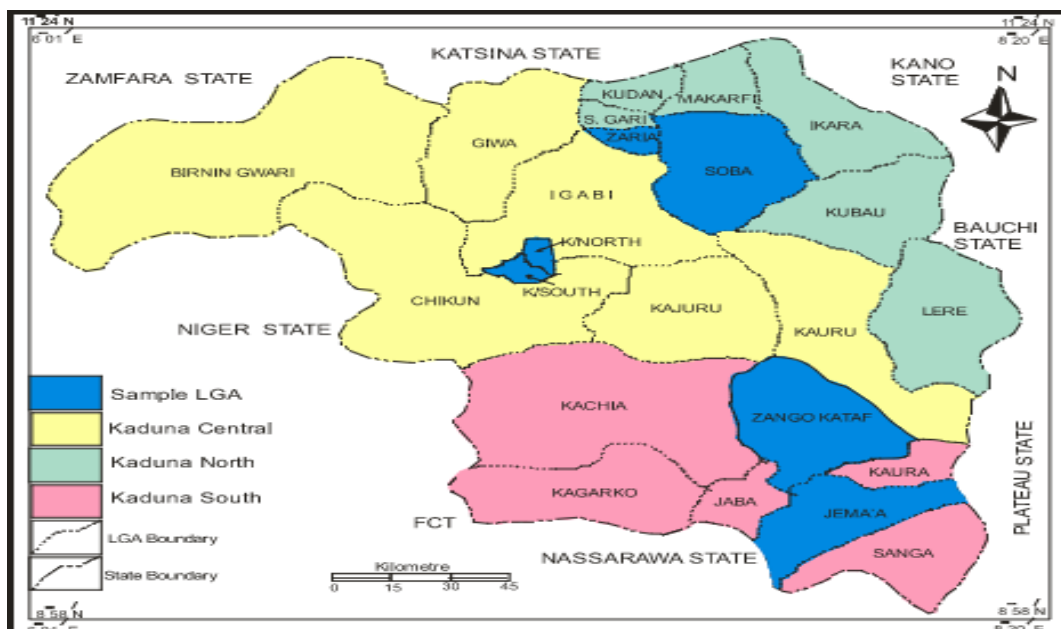 11 24 N
11 24 N
6 01 E
8 20 E
KATSINA STATE
ZAMFARA STATE
KANO
STATE
N
KUDAN
MAKARFI
S. GARI
ZARIA
IKARA
GIWA
BIRNIN GWARI
SOBA
IGABI
KUBAU
K/NORTH
BAUCHI
STATE
K/SOUTH
CHIKUN
KAJURU
LERE
NIGER STATE
KAURU
Sample LGA
Kaduna Central
Kaduna North
Kaduna South
LGA Boundary
State Boundary
KACHIA
ZANGO KATAF
PLATEAU STATE
KAURA
KAGARKO
JABA
JEMA'A
FCT
NASSARAWA STATE
SANGA
Kilometre
0 15 30 45
8 58 N
8 58 N